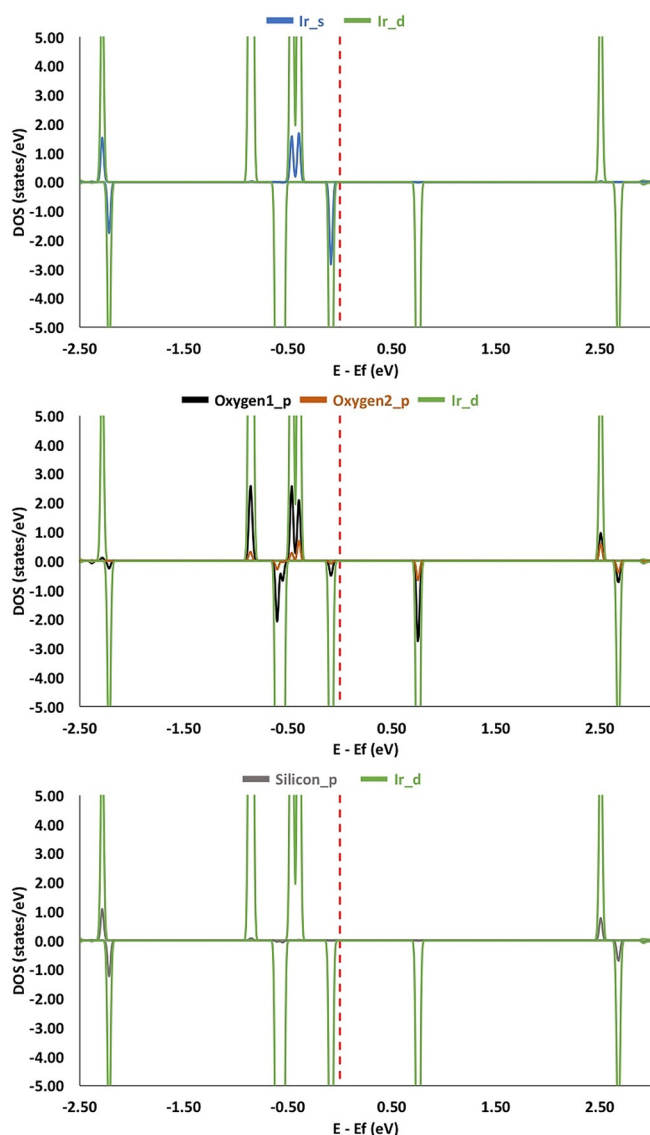 Ir_s Ir_d
5.00
4.00
3.00
2.00
1.00
0.00
-1.00
-2.00
-3.00
-4.00
-5.00
DOS (states/eV)
-2.50 -1.50 -0.50 0.50 1.50 2.50
E - Ef (eV)
Oxygen1_p Oxygen2_p Ir_d
5.00
4.00
3.00
2.00
1.00
0.00
-1.00
-2.00
-3.00
-4.00
-5.00
DOS (states/eV)
-2.50 -1.50 -0.50 0.50 1.50 2.50
E - Ef (eV)
Silicon_p Ir_d
5.00
4.00
3.00
2.00
1.00
0.00
-1.00
-2.00
-3.00
-4.00
-5.00
DOS (states/eV)
-2.50 -1.50 -0.50 0.50 1.50 2.50
E - Ef (eV)